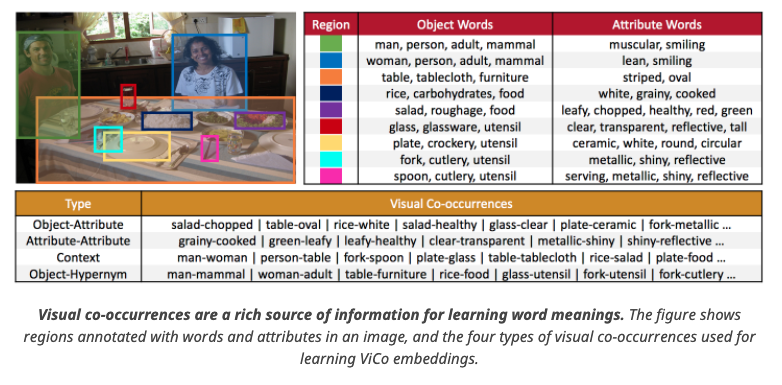 Region Object Words Attribute Words
man, person, adult, mammal muscular, smiling
woman, person, adult, mammal lean, smiling
table, tablecloth, furniture striped, oval
rice, carbohydrates, food white, grainy, cooked
salad, roughage, food leafy, chopped, healthy, red, green
glass, glassware, utensil clear, transparent, reflective, tall
plate, crockery, utensil ceramic, white, round, circular
fork, cutlery, utensil metallic, shiny, reflective
spoon, cutlery, utensil serving, metallic, shiny, reflective
Type Visual Co-occurrences
Object-Attribute salad-chopped | table-oval | rice-white | salad-healthy | glass-clear | plate-ceramic | fork-metallic ...
Attribute-Attribute grainy-cooked | green-leafy | leafy-healthy | clear-transparent | metallic-shiny | shiny-reflective ...
Context man-woman | person-table | fork-spoon | plate-glass | table-tablecloth | rice-salad | plate-food ...
Object-Hypernym man-mammal | woman-adult | table-furniture | rice-food | glass-utensil | fork-utensil | fork-cutlery ...
Visual co-occurrences are a rich source of information for learning word meanings. The figure shows
regions annotated with words and attributes in an image, and the four types of visual co-occurrences used for
learning ViCo embeddings.